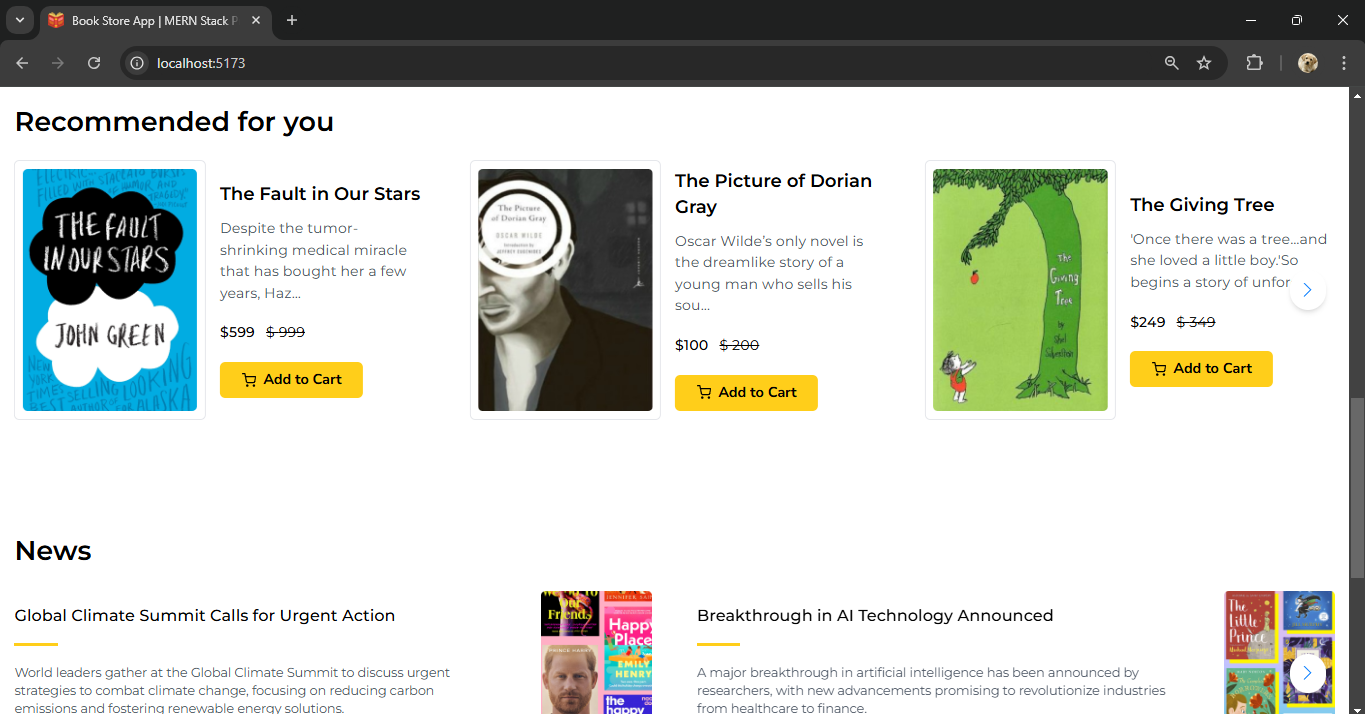 Book Store App | MERN Stack P
localhost:5173
Recommended for you
THE FAULT
IN OUR STARS
JOHN GREEN
The Fault in Our Stars
Despite the tumor-
shrinking medical miracle
that has bought her a few
years, Haz...
$599 $ 999
Add to Cart
The Picture
of Dorian Gray
OSCAR WILDE
The Picture of Dorian
Gray
Oscar Wilde’s only novel is
the dreamlike story of a
young man who sells his
sou...
$100 $ 200
Add to Cart
The
Giving
Tree
by
Shel
Silverstein
The Giving Tree
'Once there was a tree...and
she loved a little boy.'So
begins a story of unfor
$249 $ 349
Add to Cart
News
Global Climate Summit Calls for Urgent Action
World leaders gather at the Global Climate Summit to discuss urgent
strategies to combat climate change, focusing on reducing carbon
emissions and fostering renewable energy solutions.
Friends
Happy
Place
EMILY
HENRY
PRINCE HARRY
the
happy
Breakthrough in AI Technology Announced
A major breakthrough in artificial intelligence has been announced by
researchers, with new advancements promising to revolutionize industries
from healthcare to finance.
The
Little
Prince